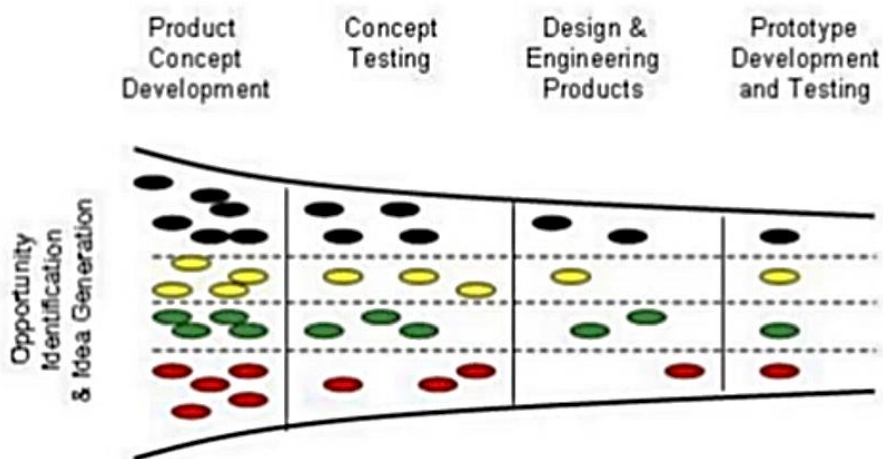 Product
Concept
Development
Concept
Testing
Design &
Engineering
Products
Prototype
Development
and Testing
Opportunity
Identification
& Idea Generation